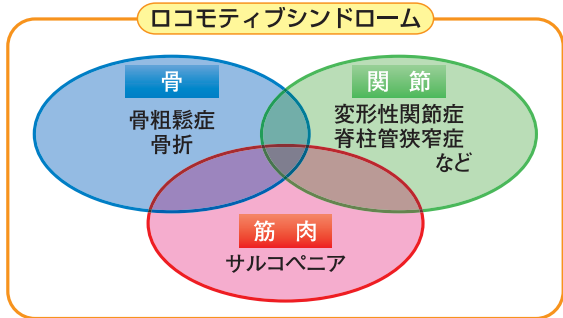 ロコモティブシンドローム
骨
骨粗鬆症
骨折
関節
変形性関節症
脊柱管狭窄症
など
筋肉
サルコペニア